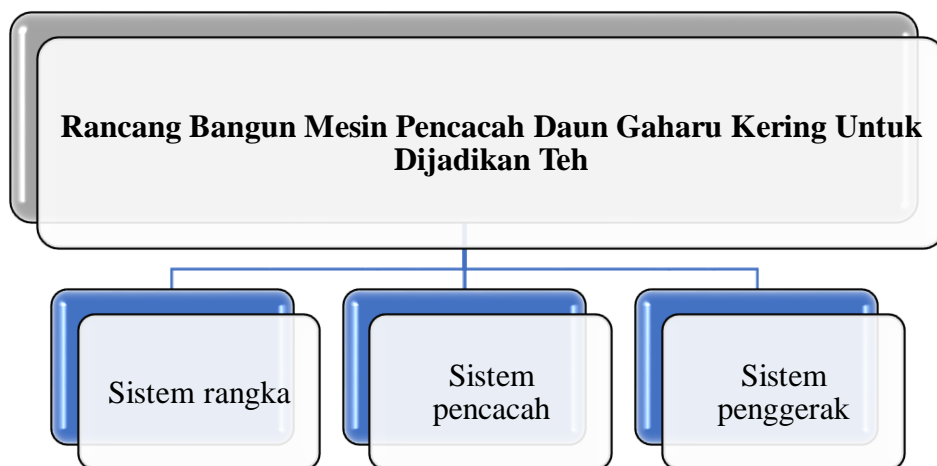 Rancang Bangun Mesin Pencacah Daun Gaharu Kering Untuk
Dijadikan Teh
Sistem rangka
Sistem
pencacah
Sistem
penggerak